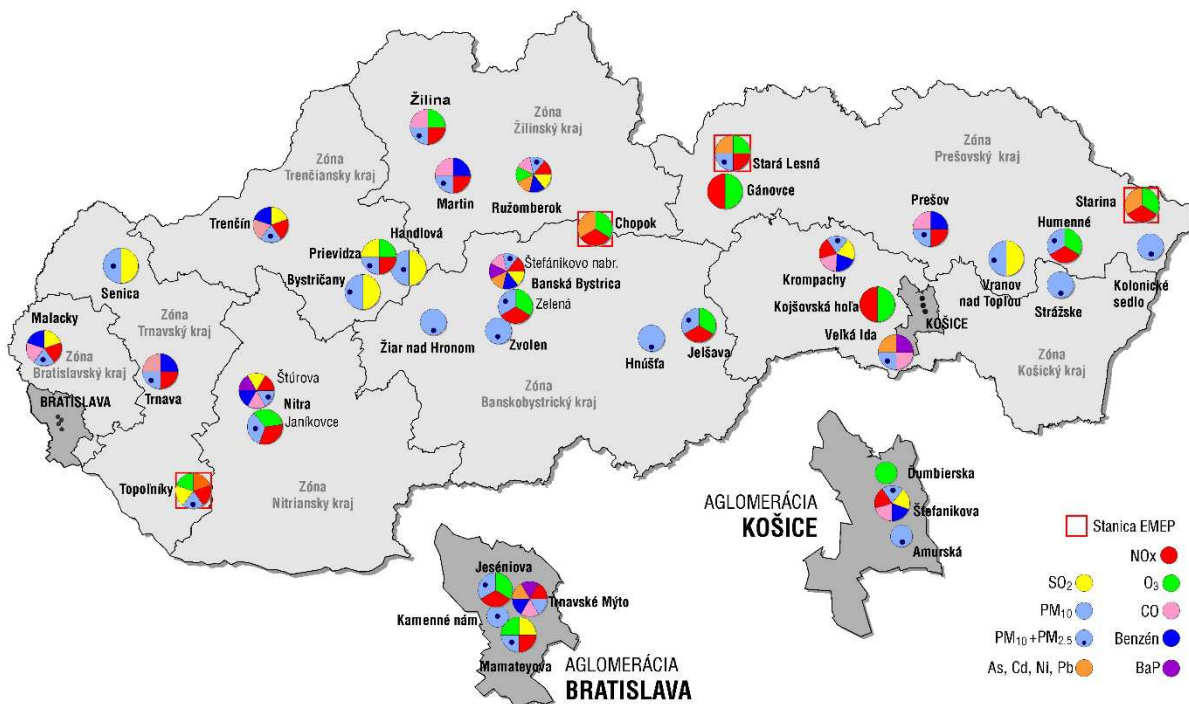 Žilina
Zóna
Žilinský kraj
Zóna
Trenčiansky kraj
Martin
Ružomberok
Stará Lesná
Gánovce
Zóna
Prešovský kraj
Trenčín
Handlová
Prievidza
Bystričany
Chopok
Prešov
Starina
Humenné
Senica
Štefánikovo nabr.
Banská Bystrica
Zelená
Krompachy
Vranov
nad Topľou
Kolonické
sedlo
Strážske
Malacky
Zóna
Trnavský kraj
Zóna
Bratislavský kraj
Žiar nad Hronom
Zvolen
Hnúšťa
Jelšava
Kojšovská hoľa
KOŠICE
Veľká Ida
Zóna
Košický kraj
BRATISLAVA
Trnava
Štúrova
Nitra
Janíkovce
Zóna
Banskobystrický kraj
Topoľníky
Zóna
Nitriansky kraj
Ďumbierska
AGLOMERÁCIA
KOŠICE
Štefanikova
Amurská
Jeséniova
Trnavské Mýto
Kamenné nám.
Mamateyova
AGLOMERÁCIA
BRATISLAVA
Stanica EMEP
NOx
SO2
O3
PM10
CO
PM10+PM2.5
Benzén
As, Cd, Ni, Pb
BaP